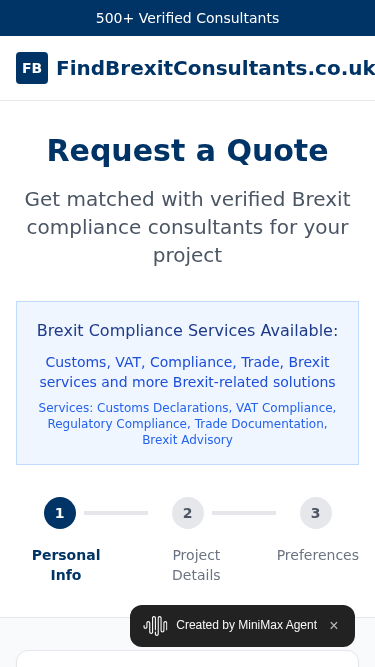 500+ Verified Consultants
FB FindBrexitConsultants.co.uk
Request a Quote
Get matched with verified Brexit
compliance consultants for your
project
Brexit Compliance Services Available:
Customs, VAT, Compliance, Trade, Brexit
services and more Brexit-related solutions
Services: Customs Declarations, VAT Compliance,
Regulatory Compliance, Trade Documentation,
Brexit Advisory
1 2 3
Personal Info
Project Details
Preferences
Created by MiniMax Agent ×